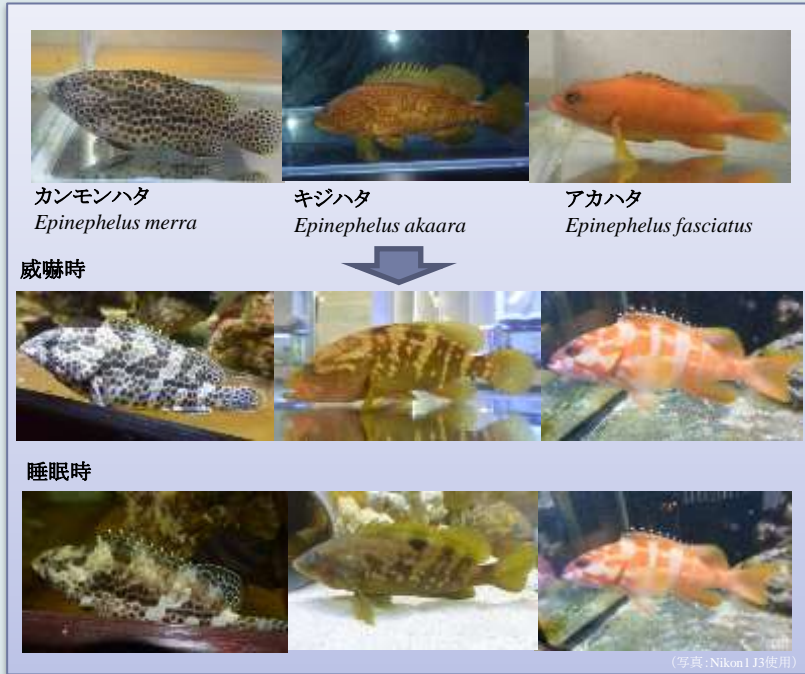 カンモンハタ
Epinephelus merra
キジハタ
Epinephelus akaara
アカハタ
Epinephelus fasciatus
威嚇時
睡眠時
(写真:Nikon1 J3使用)